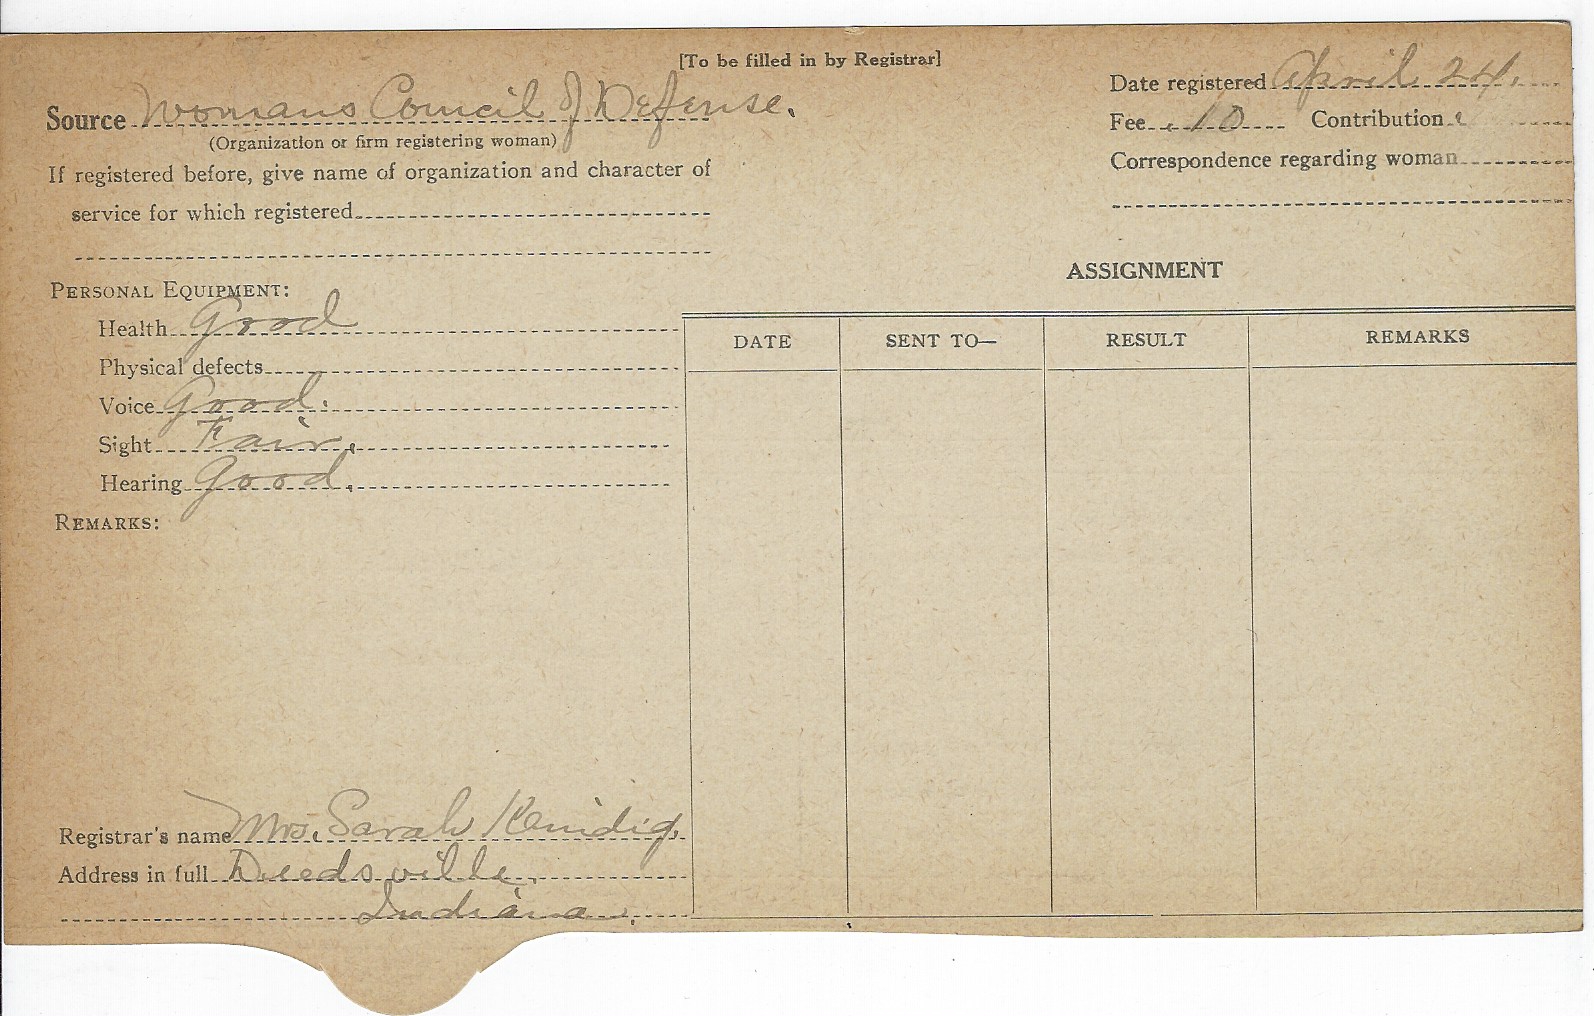 [To be filled in by Registrar]
Source Womans Council of Defense.
(Organization or firm registering woman)
If registered before, give name of organization and character of
service for which registered
Date registered April 24.
Fee .10 Contribution
Correspondence regarding woman
PERSONAL EQUIPMENT:
Health Good
Physical defects
Voice Good.
Sight Fair.
Hearing Good.
REMARKS:
ASSIGNMENT
DATE SENT TO— RESULT REMARKS
Registrar's name Mrs. Sarah Kenidig.
Address in full Deedsville,
Indiana.